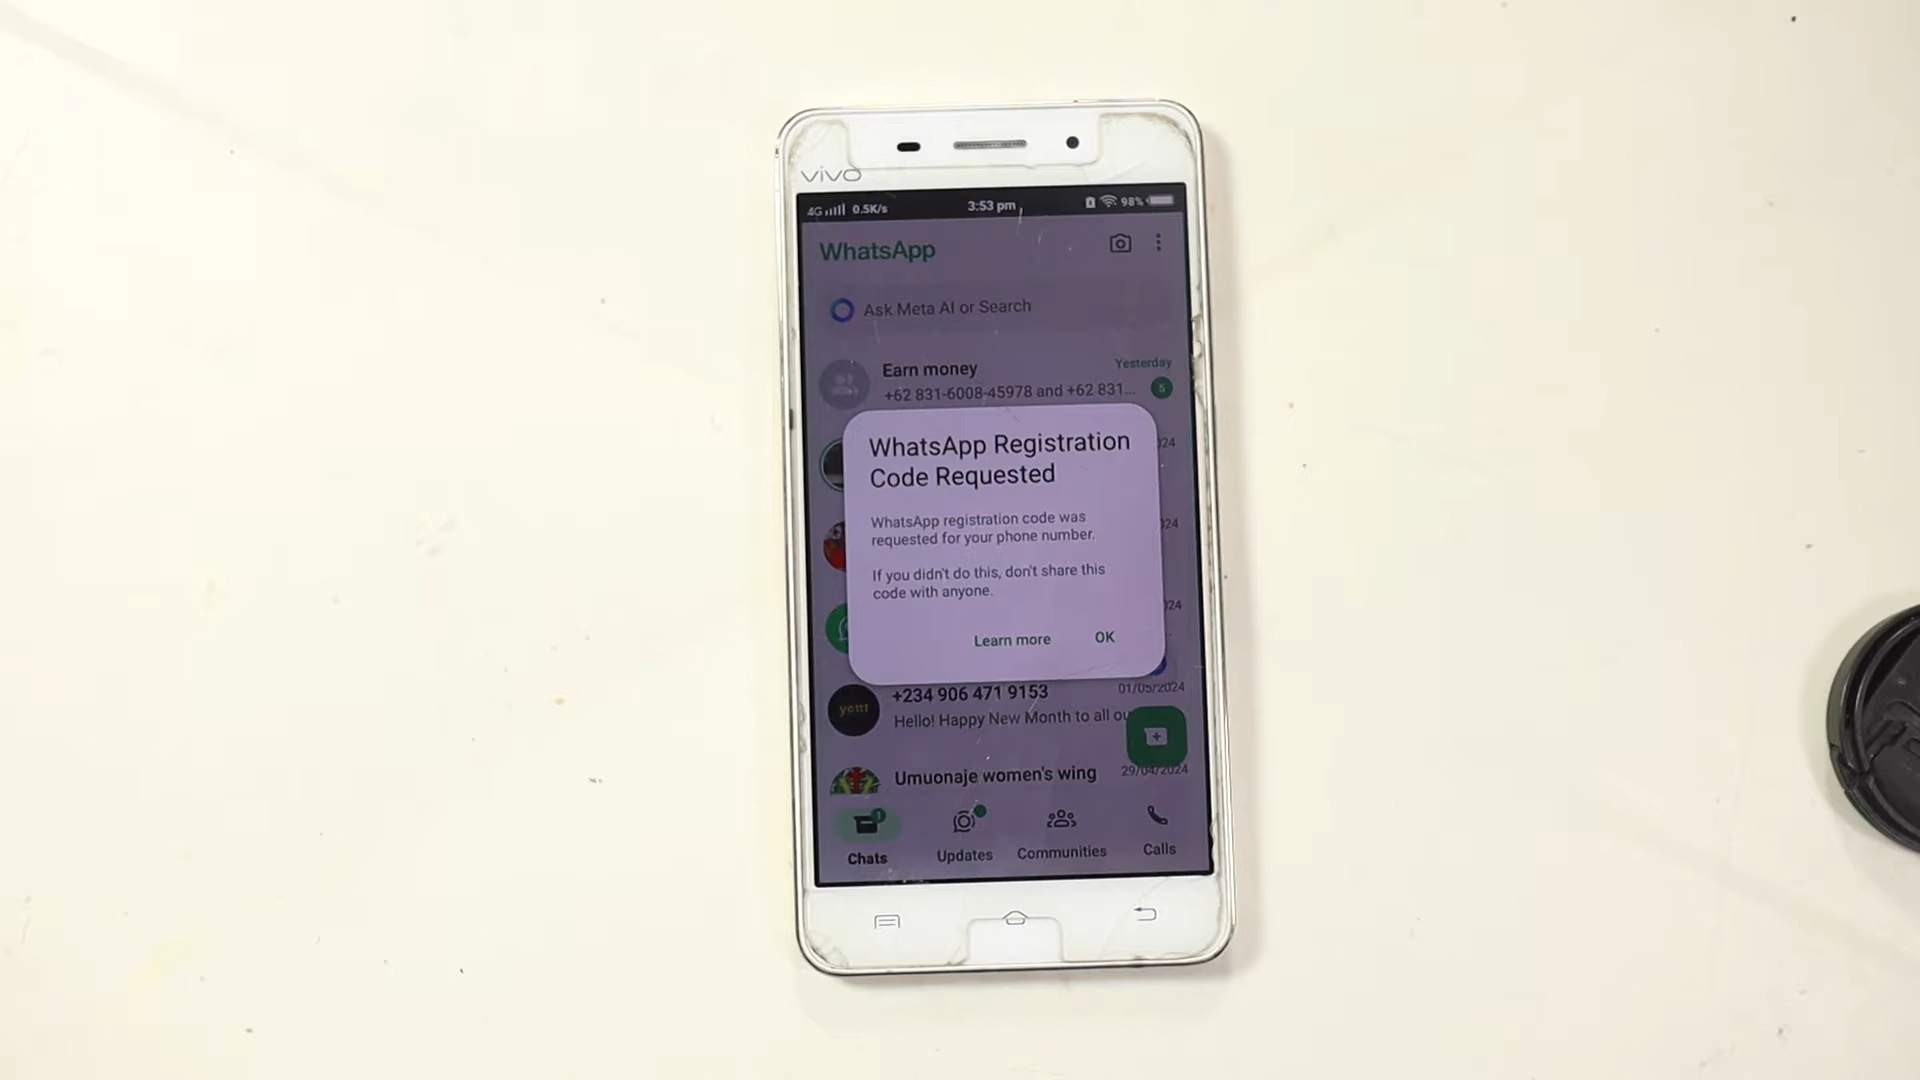 vivo
4G 0.5K/s 3:53 pm 98%
WhatsApp
Ask Meta AI or Search
Earn money Yesterday
+62 831-6008-45978 and +62 831... 5
WhatsApp Registration
Code Requested
WhatsApp registration code was
requested for your phone number.
If you didn't do this, don't share this
code with anyone.
Learn more OK
+234 906 471 9153 01/05/2024
Hello! Happy New Month to all ou
Umuonaje women's wing 29/04/2024
1
Chats Updates Communities Calls